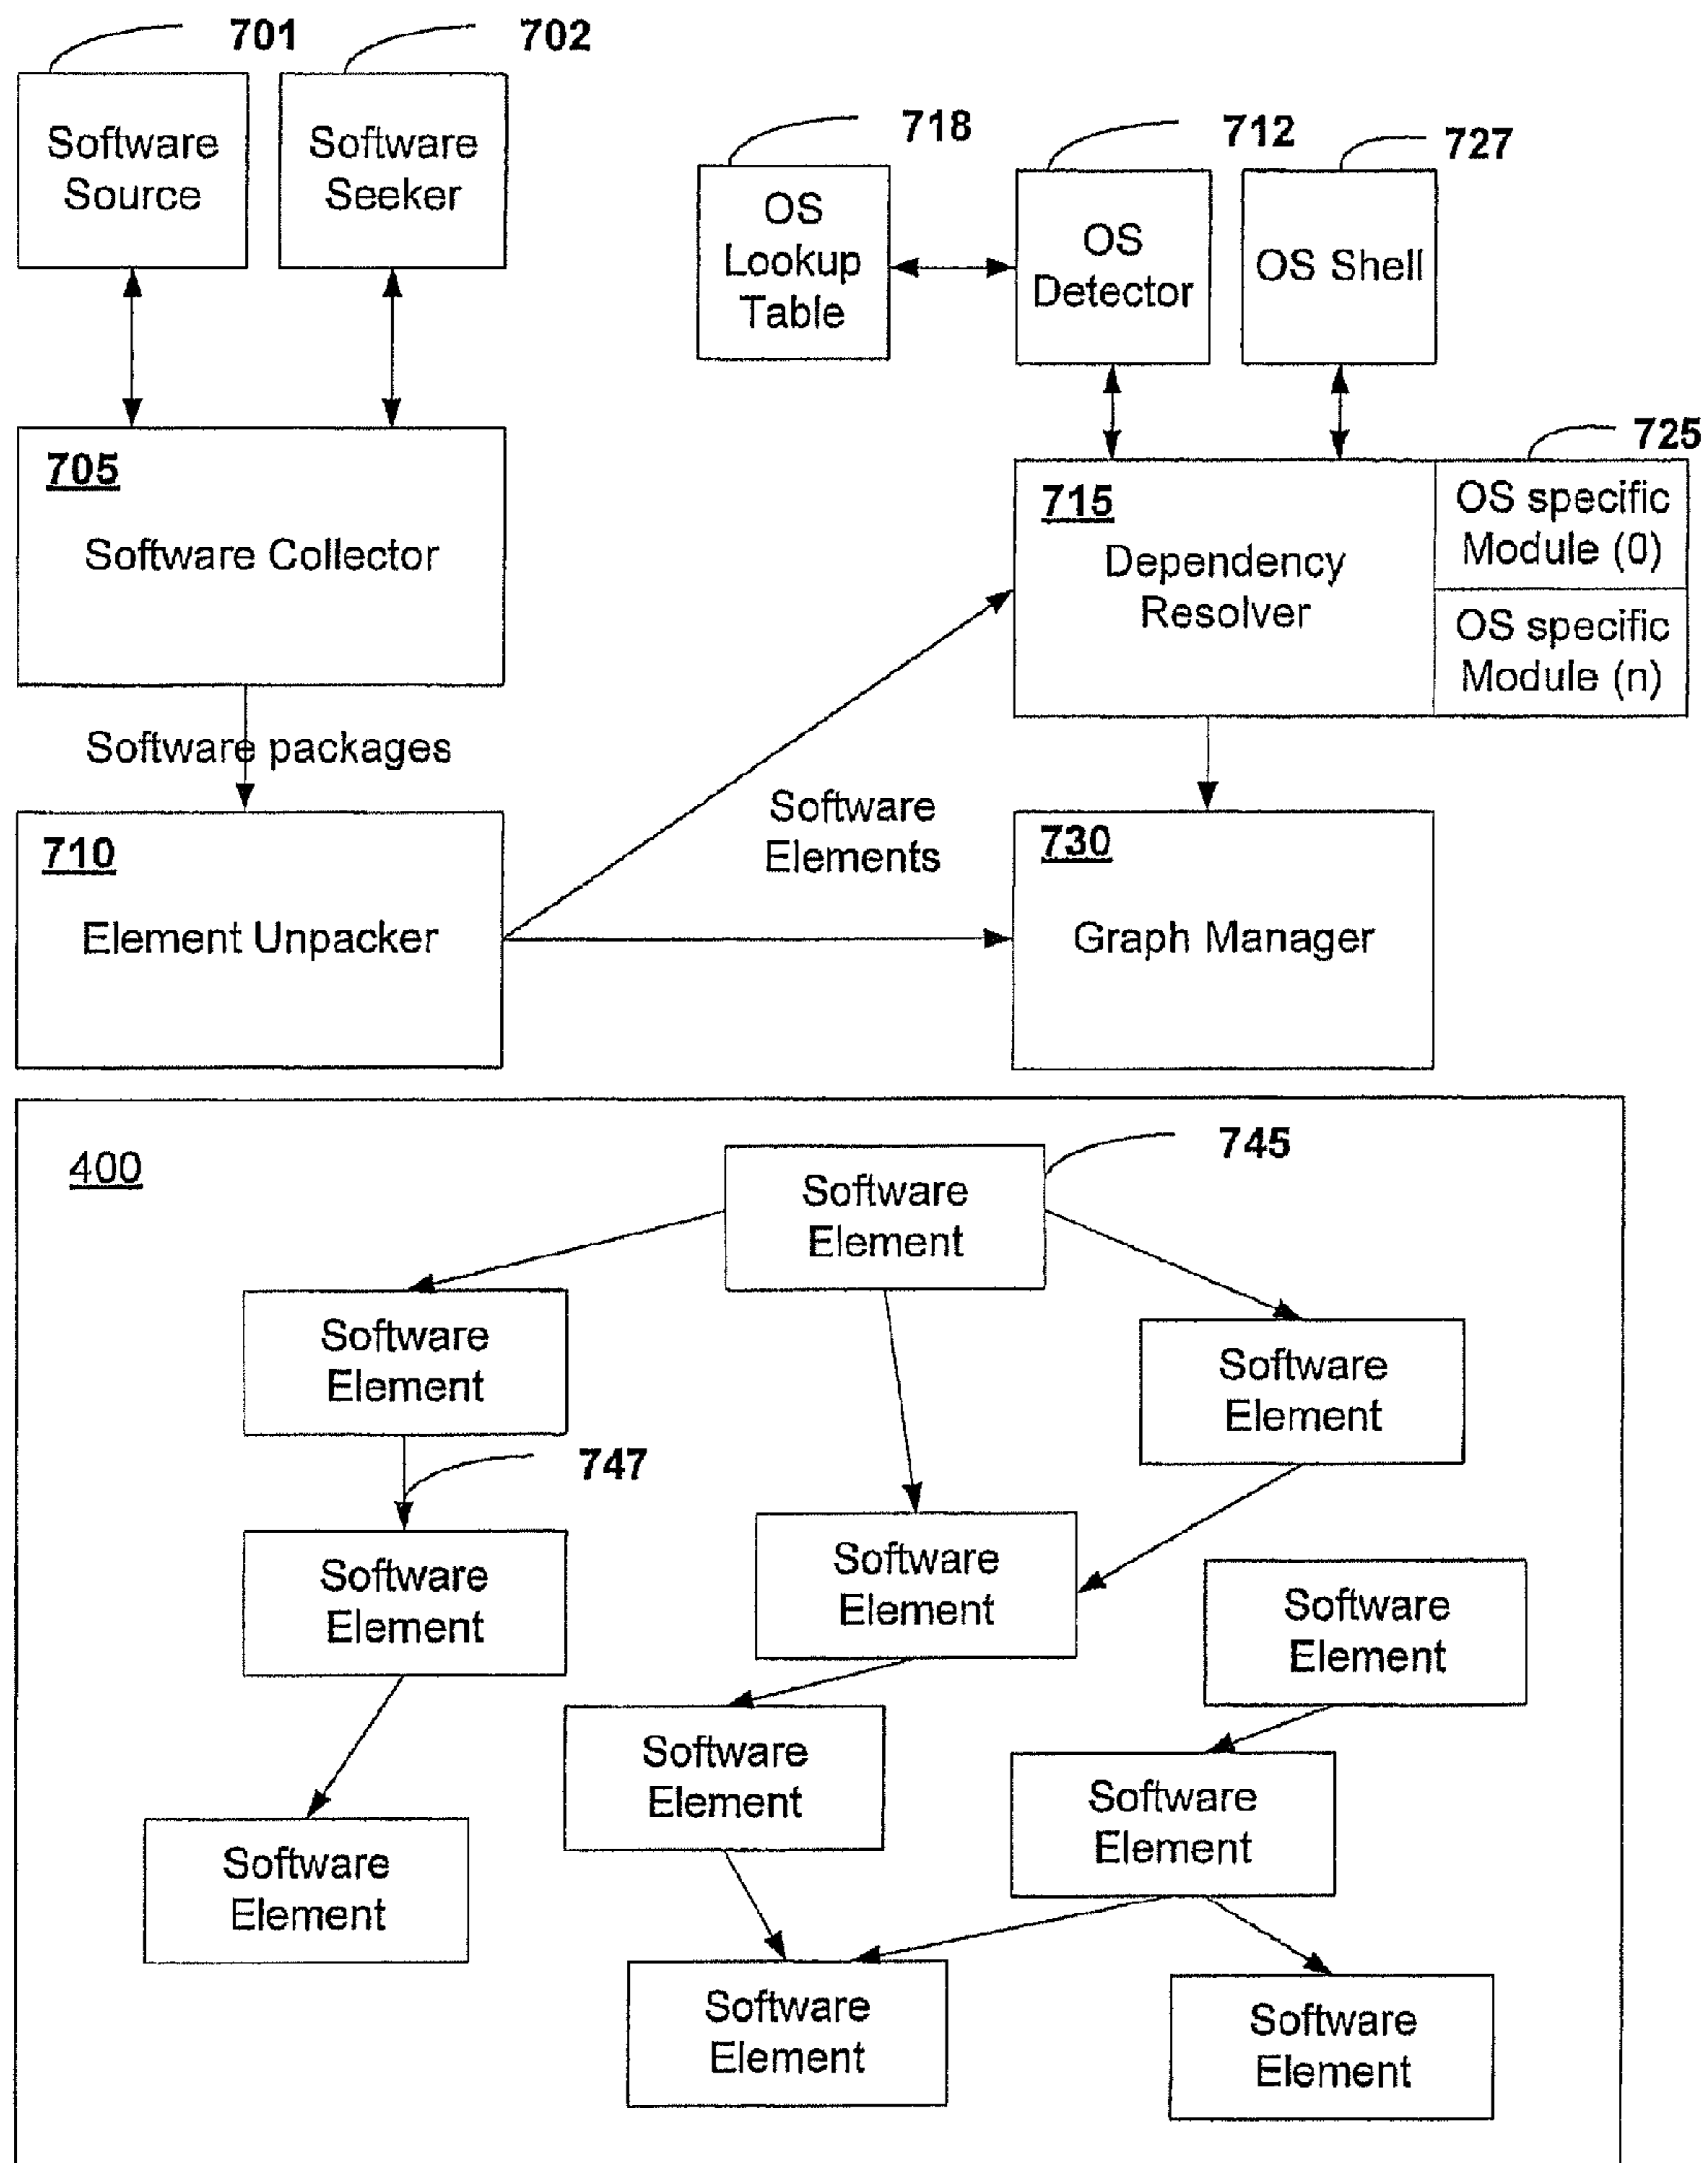 701
702
Software
Source
Software
Seeker
718
712
727
OS
Lookup
Table
OS
Detector
OS Shell
725
705
Software Collector
715
Dependency
Resolver
OS specific
Module (0)
OS specific
Module (n)
Software packages
Software
Elements
710
Element Unpacker
730
Graph Manager
400
745
Software
Element
Software
Element
Software
Element
747
Software
Element
Software
Element
Software
Element
Software
Element
Software
Element
Software
Element
Software
Element
Software
Element